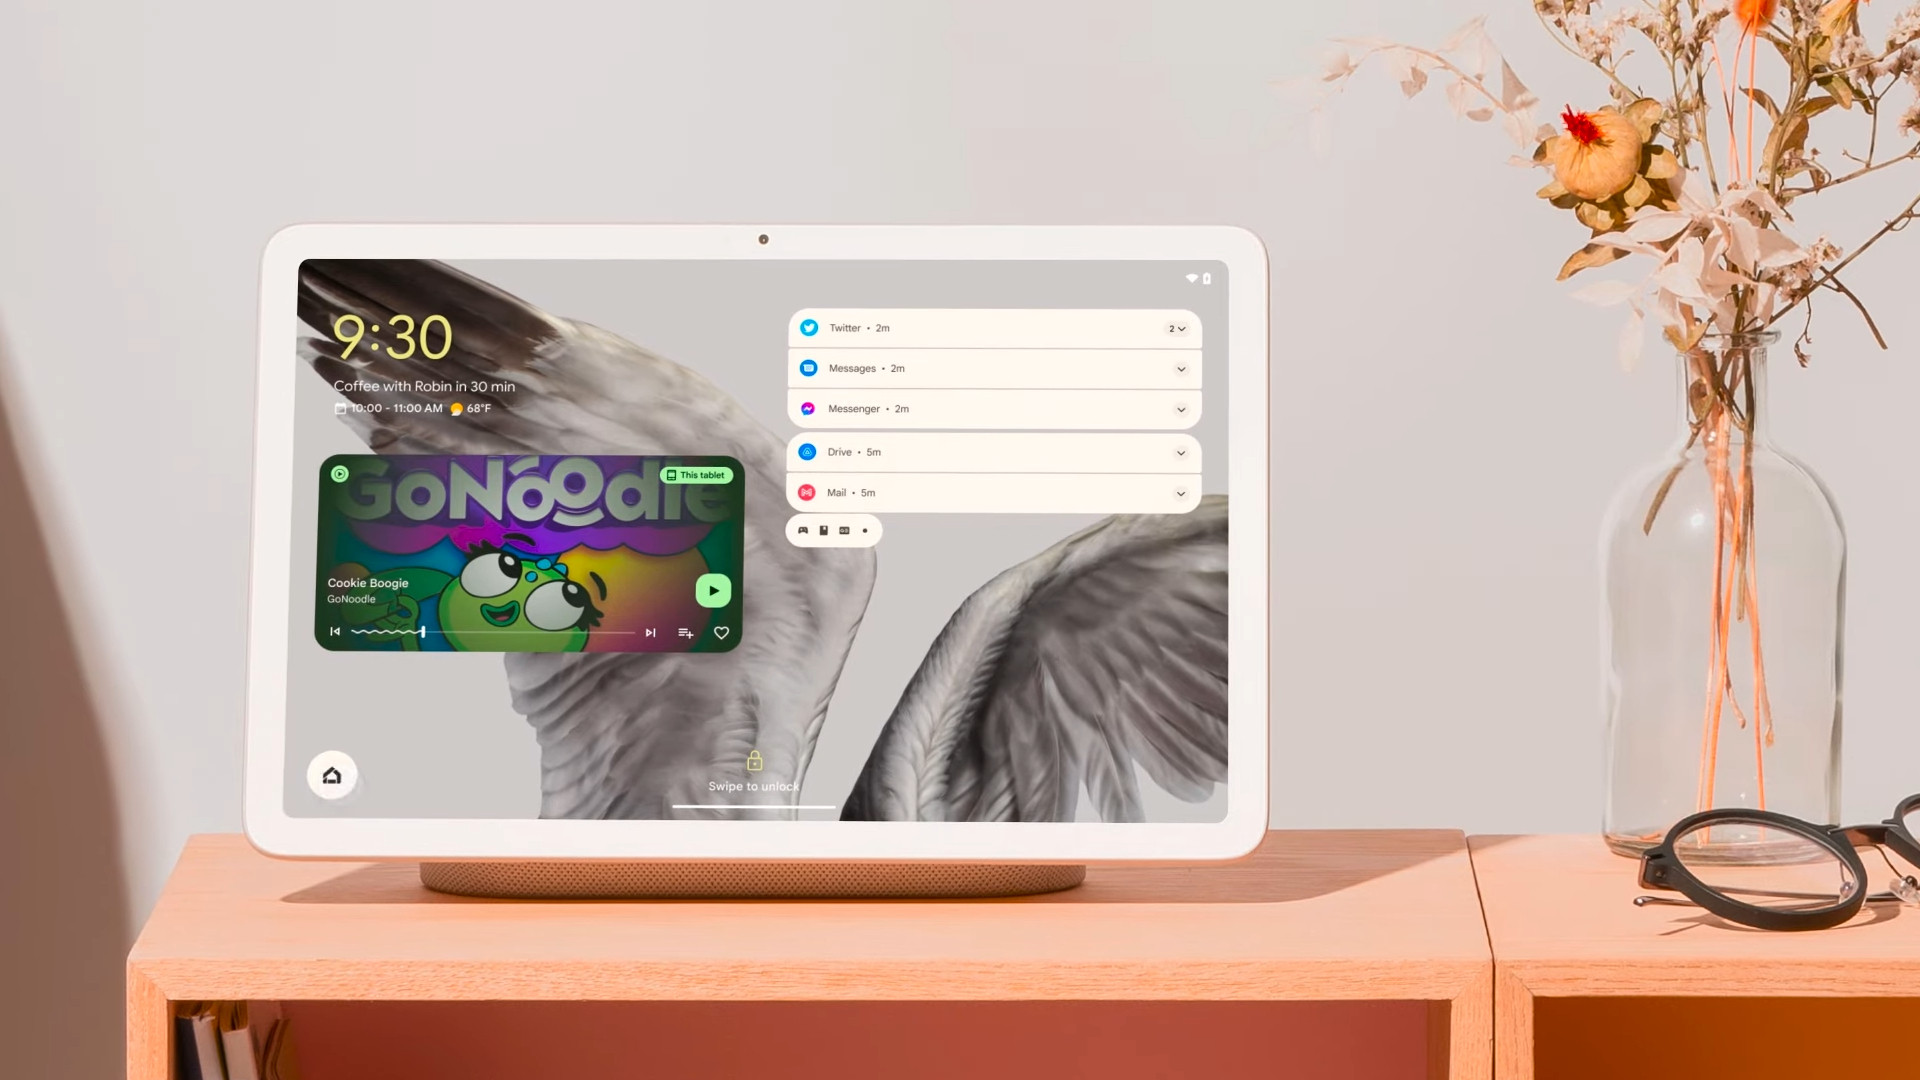 9:30
Coffee with Robin in 30 min
10:00 - 11:00 AM 68°F
GoNoodle
This tablet
Cookie Boogie
GoNoodle
Twitter • 2m 2
Messages • 2m
Messenger • 2m
Drive • 5m
Mail • 5m
Swipe to unlock